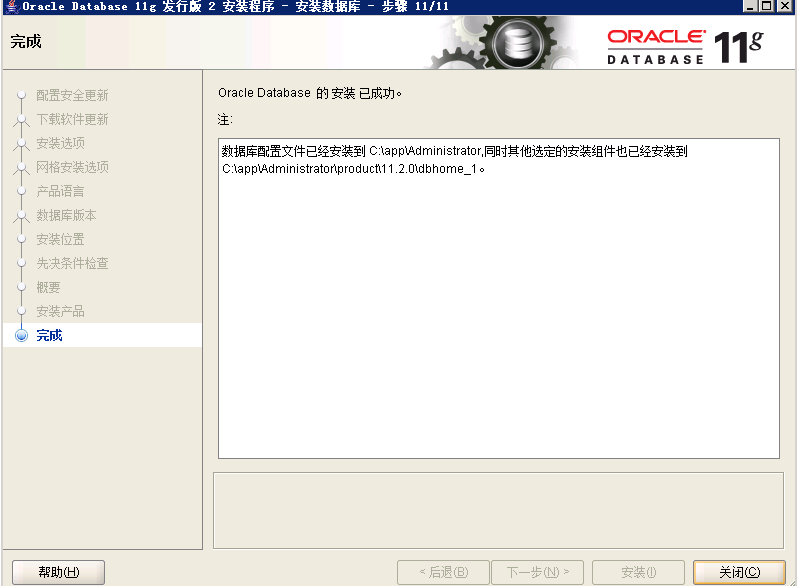 Oracle Database 11g 发行版 2 安装程序 - 安装数据库 - 步骤 11/11
完成
ORACLE 11g
DATABASE
配置安全更新
下载软件更新
安装选项
网格安装选项
产品语言
数据库版本
安装位置
先决条件检查
概要
安装产品
完成
Oracle Database 的 安装 已成功。
注:
数据库配置文件已经安装到 C:\app\Administrator,同时其他选定的安装组件也已经安装到
C:\app\Administrator\product\11.2.0\dbhome_1。
帮助(H)
< 后退(B)
下一步(N) >
安装(I)
关闭(C)